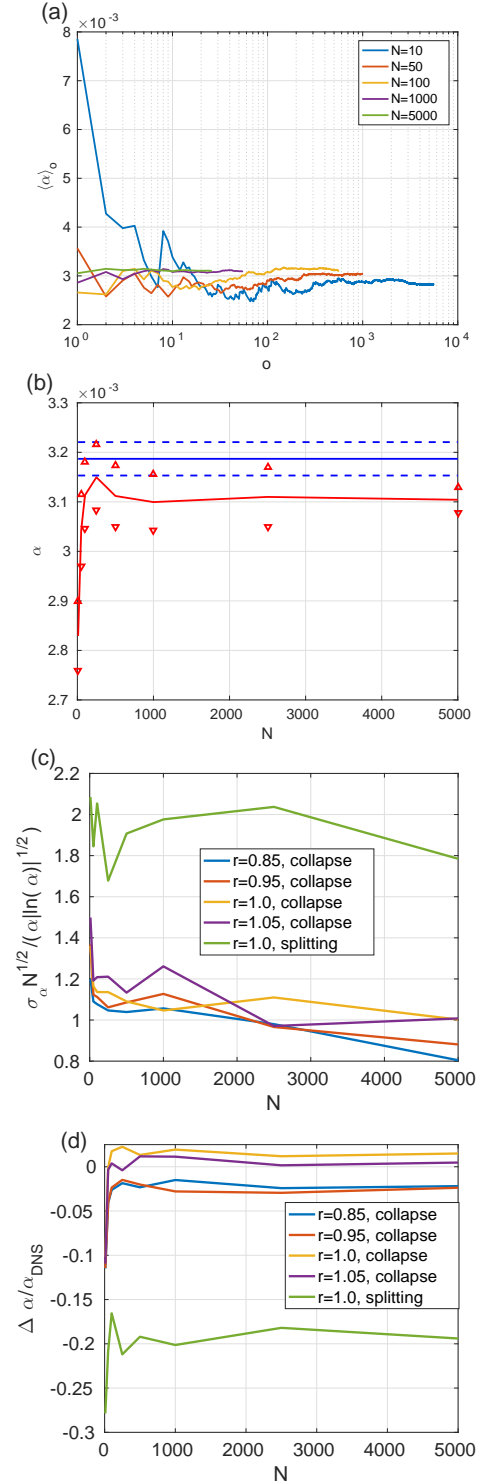 (a)
×10⁻³
8
7
6
5
4
3
2
⟨α⟩ₒ
N=10
N=50
N=100
N=1000
N=5000
10⁰ 10¹ 10² 10³ 10⁴
o
(b)
×10⁻³
3.3
3.2
3.1
3
2.9
2.8
2.7
α
0 1000 2000 3000 4000 5000
N
(c)
2.2
2
1.8
1.6
1.4
1.2
1
0.8
σ_α N^{1/2}/(α|ln(α)|^{1/2})
r=0.85, collapse
r=0.95, collapse
r=1.0, collapse
r=1.05, collapse
r=1.0, splitting
0 1000 2000 3000 4000 5000
N
(d)
0
-0.05
-0.1
-0.15
-0.2
-0.25
-0.3
Δ α/α_DNS
r=0.85, collapse
r=0.95, collapse
r=1.0, collapse
r=1.05, collapse
r=1.0, splitting
0 1000 2000 3000 4000 5000
N